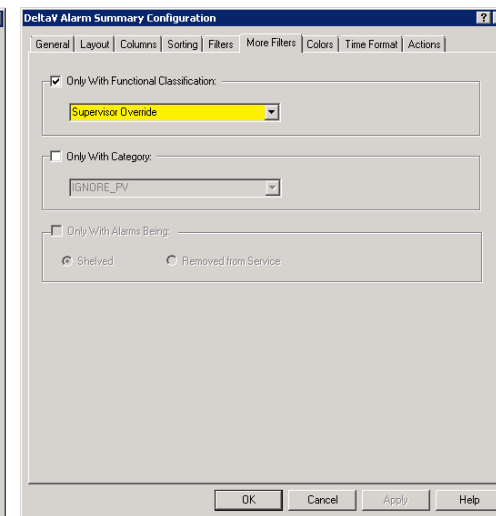 DeltaV Alarm Summary Configuration
General Layout Columns Sorting Filters More Filters Colors Time Format Actions
Only With Functional Classification:
Supervisor Override
Only With Category:
IGNORE_PV
Only With Alarms Being:
Shelved Removed from Service
OK Cancel Apply Help